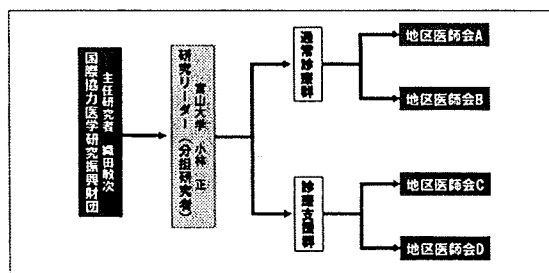 主任研究者 織田敏次
国際協力医学研究振興財団
富山大学 小林 正
研究リーダー（分担研究者）
通常診療群
診療支援群
地区医師会A
地区医師会B
地区医師会C
地区医師会D